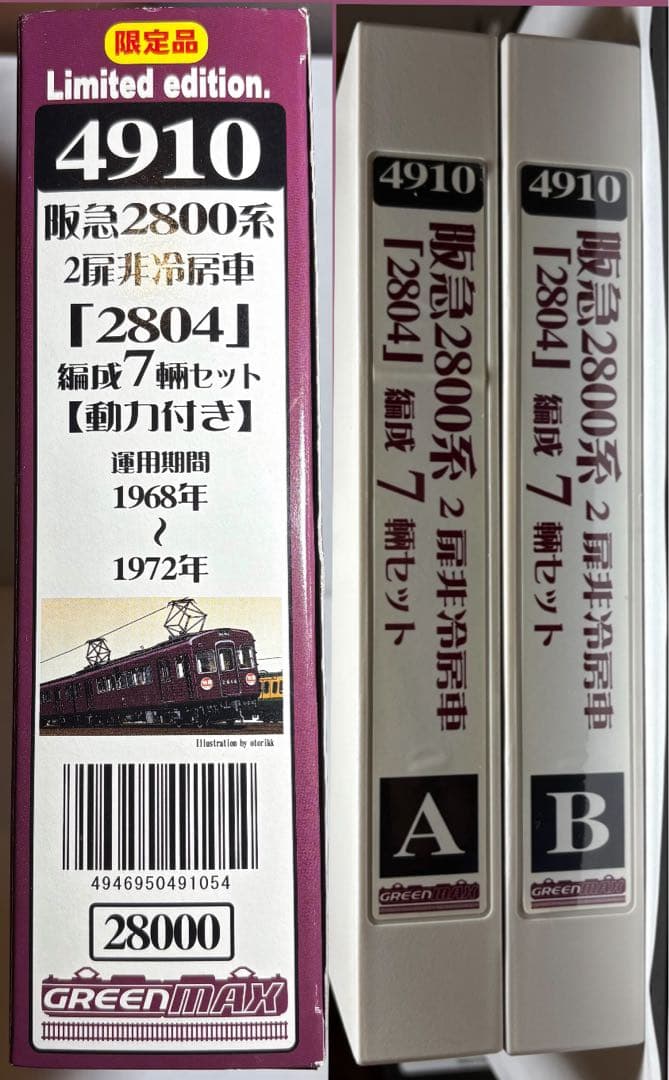 限定品
Limited edition.
4910
阪急2800系
2扉非冷房車
「2804」
編成7輛セット
【動力付き】
運用期間
1968年
〜
1972年
Illustration by otorikk
4946950491054
28000
GREENMAX
4910
阪急2800系 2扉非冷房車
「2804」編成7輛セット
A
GREENMAX
4910
阪急2800系 2扉非冷房車
「2804」編成7輛セット
B
GREENMAX